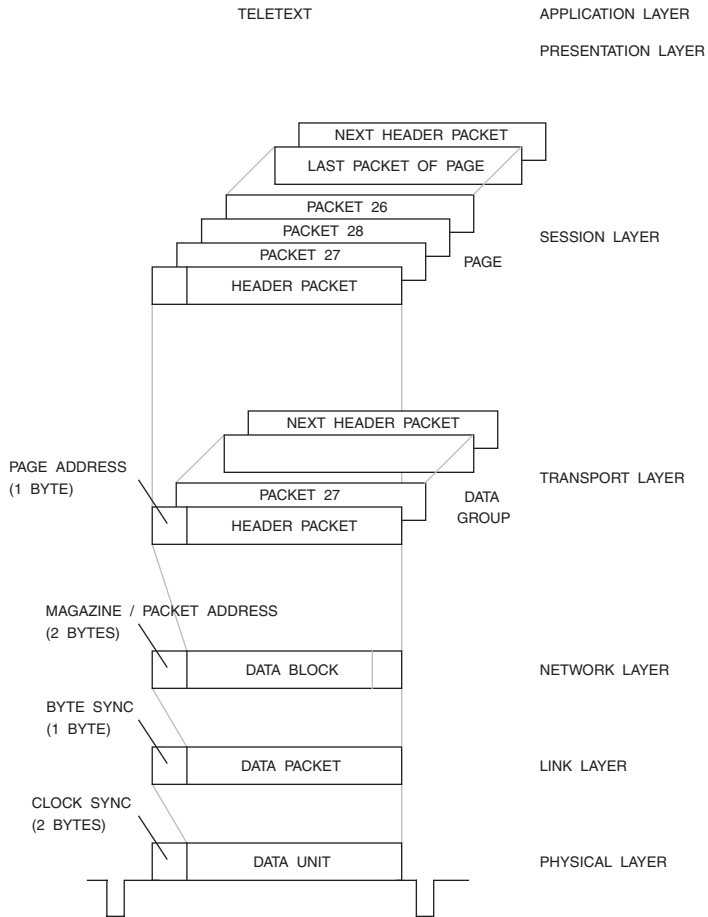 TELETEXT APPLICATION LAYER
PRESENTATION LAYER
NEXT HEADER PACKET
LAST PACKET OF PAGE
PACKET 26
PACKET 28
SESSION LAYER
PACKET 27
PAGE
HEADER PACKET
NEXT HEADER PACKET
PAGE ADDRESS
(1 BYTE)
TRANSPORT LAYER
PACKET 27
DATA
GROUP
HEADER PACKET
MAGAZINE / PACKET ADDRESS
(2 BYTES)
DATA BLOCK
NETWORK LAYER
BYTE SYNC
(1 BYTE)
DATA PACKET
LINK LAYER
CLOCK SYNC
(2 BYTES)
DATA UNIT
PHYSICAL LAYER